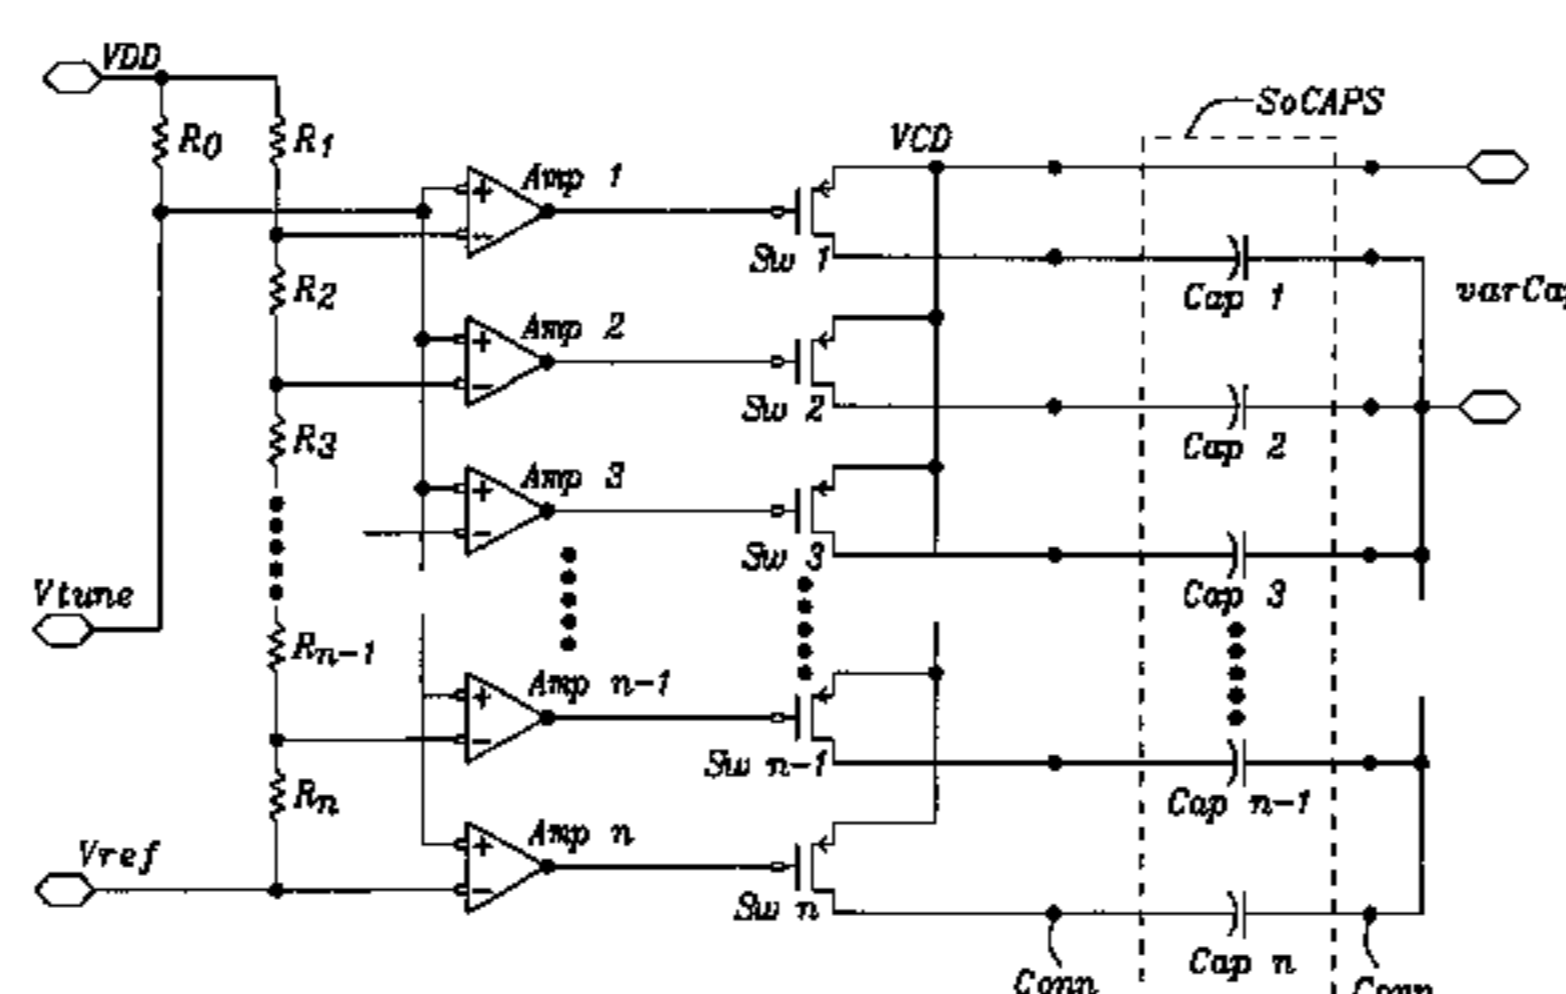 VDD
SoCAPS
R0
R1
VCD
Amp 1
Sw 1
Cap 1
R2
Amp 2
Sw 2
Cap 2
R3
Amp 3
Sw 3
Cap 3
Vtune
Rn-1
Amp n-1
Sw n-1
Cap n-1
Rn
Amp n
Vref
Sw n
Cap n
Conn
Conn